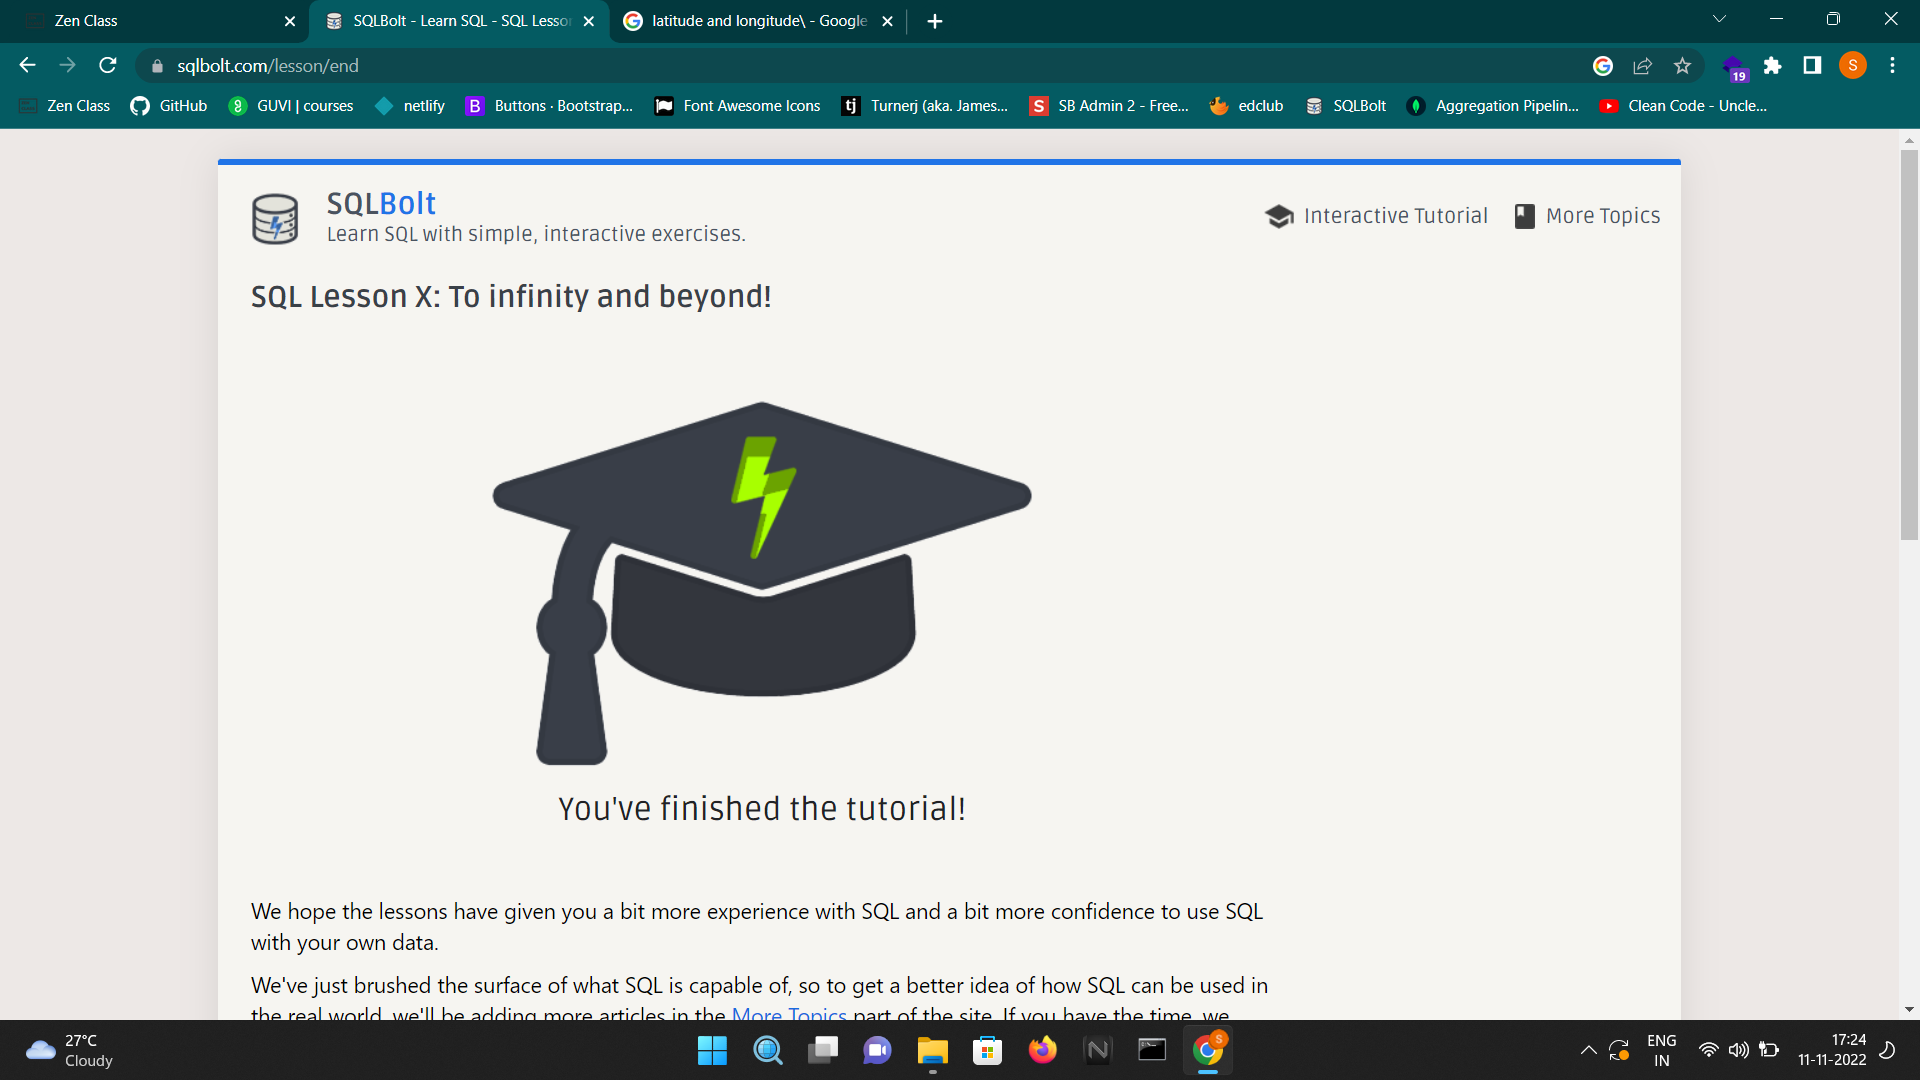 Zen Class
SQLBolt - Learn SQL - SQL Lesson
latitude and longitude\ - Google
sqlbolt.com/lesson/end
19
S
Zen Class
GitHub
GUVI | courses
netlify
B
Buttons · Bootstrap...
Font Awesome Icons
tj
Turnerj (aka. James...
S
SB Admin 2 - Free...
edclub
SQLBolt
Aggregation Pipelin...
Clean Code - Uncle...
SQLBolt
Learn SQL with simple, interactive exercises.
Interactive Tutorial
More Topics
SQL Lesson X: To infinity and beyond!
You've finished the tutorial!
We hope the lessons have given you a bit more experience with SQL and a bit more confidence to use SQL
with your own data.
We've just brushed the surface of what SQL is capable of, so to get a better idea of how SQL can be used in
the real world, we'll be adding more articles in the More Topics part of the site. If you have the time, we
27°C
Cloudy
N
S
ENG
IN
17:24
11-11-2022